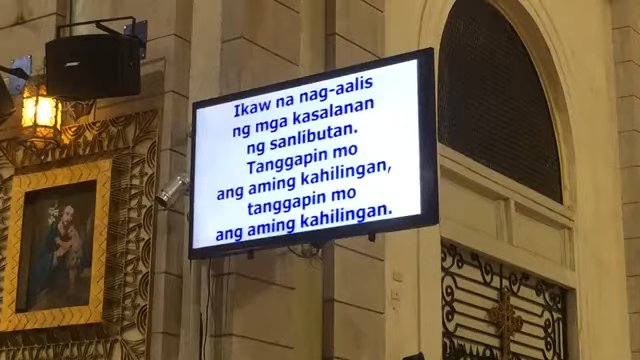 Ikaw na nag-aalis
ng mga kasalanan
ng sanlibutan.
Tanggapin mo
ang aming kahilingan,
tanggapin mo
ang aming kahilingan.